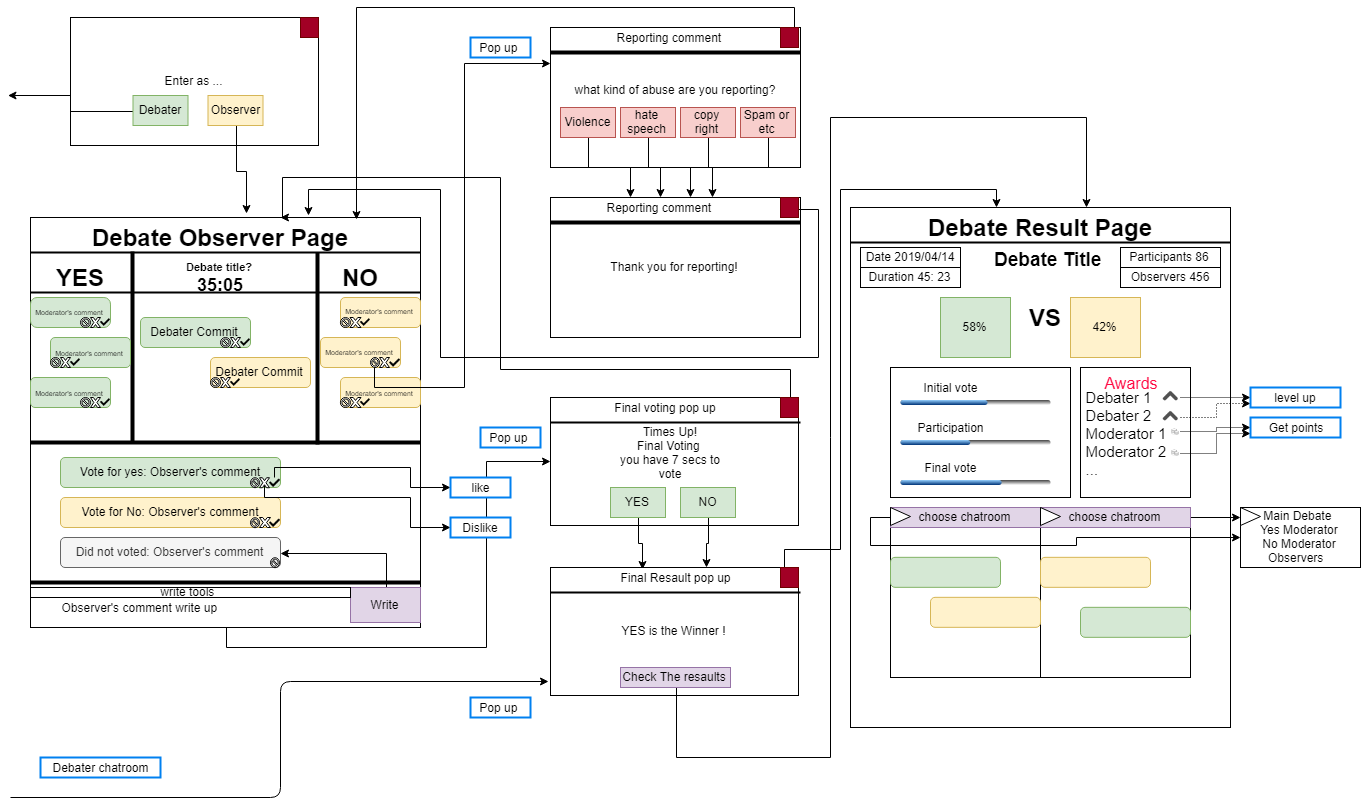 Enter as ...
Debater
Observer
Debate Observer Page
YES
Debate title?
35:05
NO
Moderator's comment
Moderator's comment
Moderator's comment
Debater Commit
Debater Commit
Moderator's comment
Moderator's comment
Moderator's comment
Vote for yes: Observer's comment
Vote for No: Observer's comment
Did not voted: Observer's comment
write tools
Observer's comment write up
Write
Debater chatroom
Pop up
Reporting comment
what kind of abuse are you reporting?
Violence
hate
speech
copy
right
Spam or
etc
Reporting comment
Thank you for reporting!
Pop up
like
Dislike
Final voting pop up
Times Up!
Final Voting
you have 7 secs to
vote
YES
NO
Final Resault pop up
YES is the Winner !
Check The resaults
Pop up
Debate Result Page
Date 2019/04/14
Duration 45: 23
Debate Title
Participants 86
Observers 456
58%
VS
42%
Initial vote
Participation
Final vote
Awards
Debater 1
Debater 2
Moderator 1
Moderator 2
...
level up
Get points
choose chatroom
choose chatroom
Main Debate
Yes Moderator
No Moderator
Observers